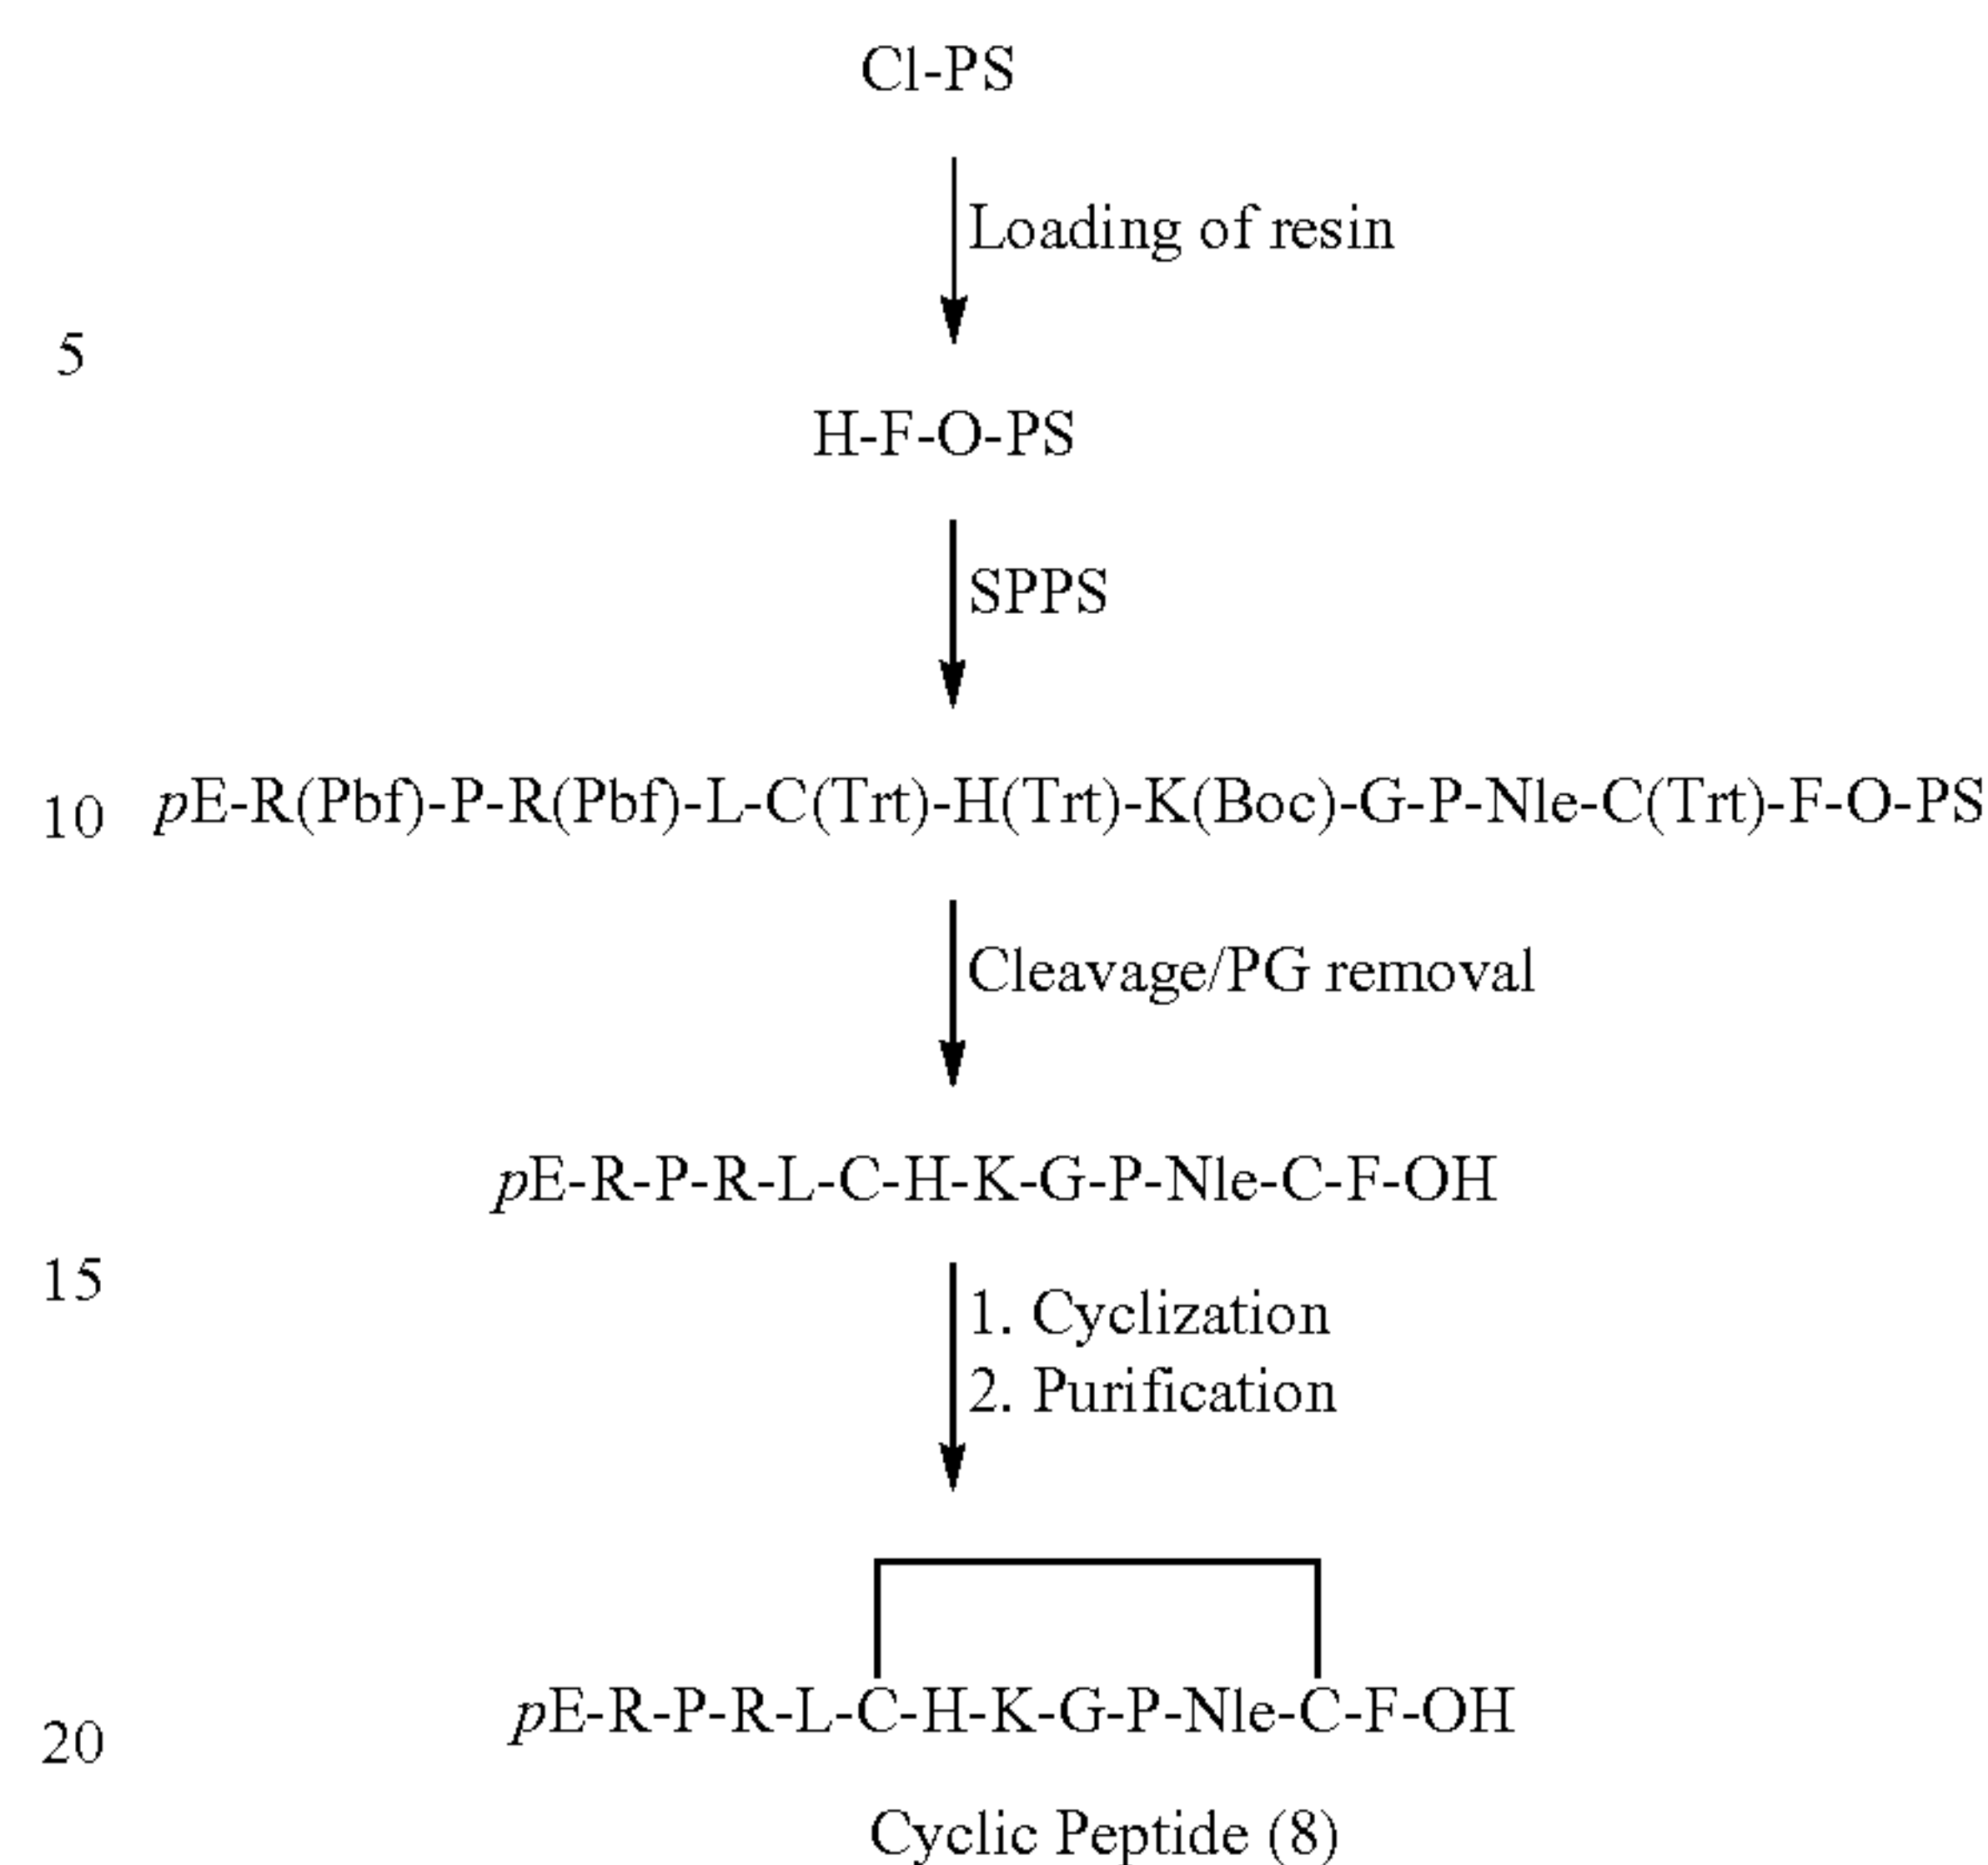 Cl-PS
Loading of resin
5
H-F-O-PS
SPPS
10 pE-R(Pbf)-P-R(Pbf)-L-C(Trt)-H(Trt)-K(Boc)-G-P-Nle-C(Trt)-F-O-PS
Cleavage/PG removal
pE-R-P-R-L-C-H-K-G-P-Nle-C-F-OH
15
1. Cyclization
2. Purification
pE-R-P-R-L-C-H-K-G-P-Nle-C-F-OH
20
Cyclic Peptide (8)